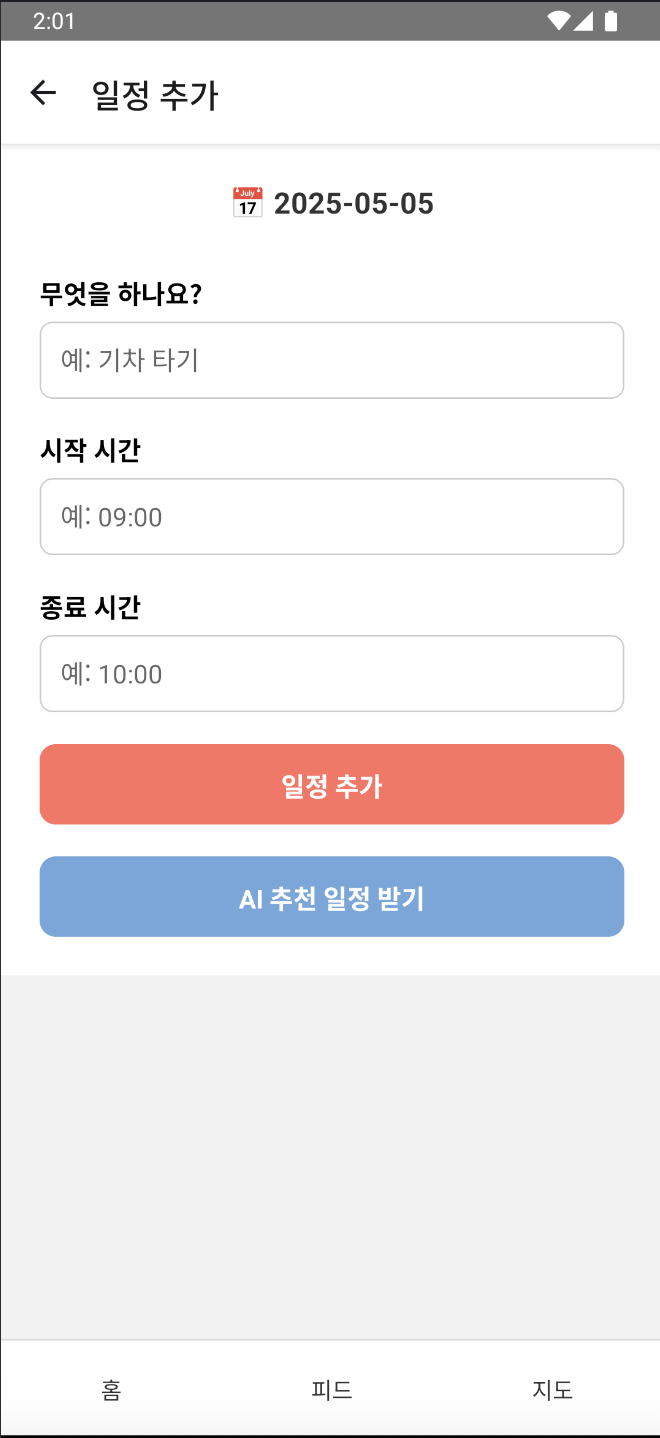 2:01
일정 추가
July
17
2025-05-05
무엇을 하나요?
예: 기차 타기
시작 시간
예: 09:00
종료 시간
예: 10:00
일정 추가
AI 추천 일정 받기
홈 피드 지도